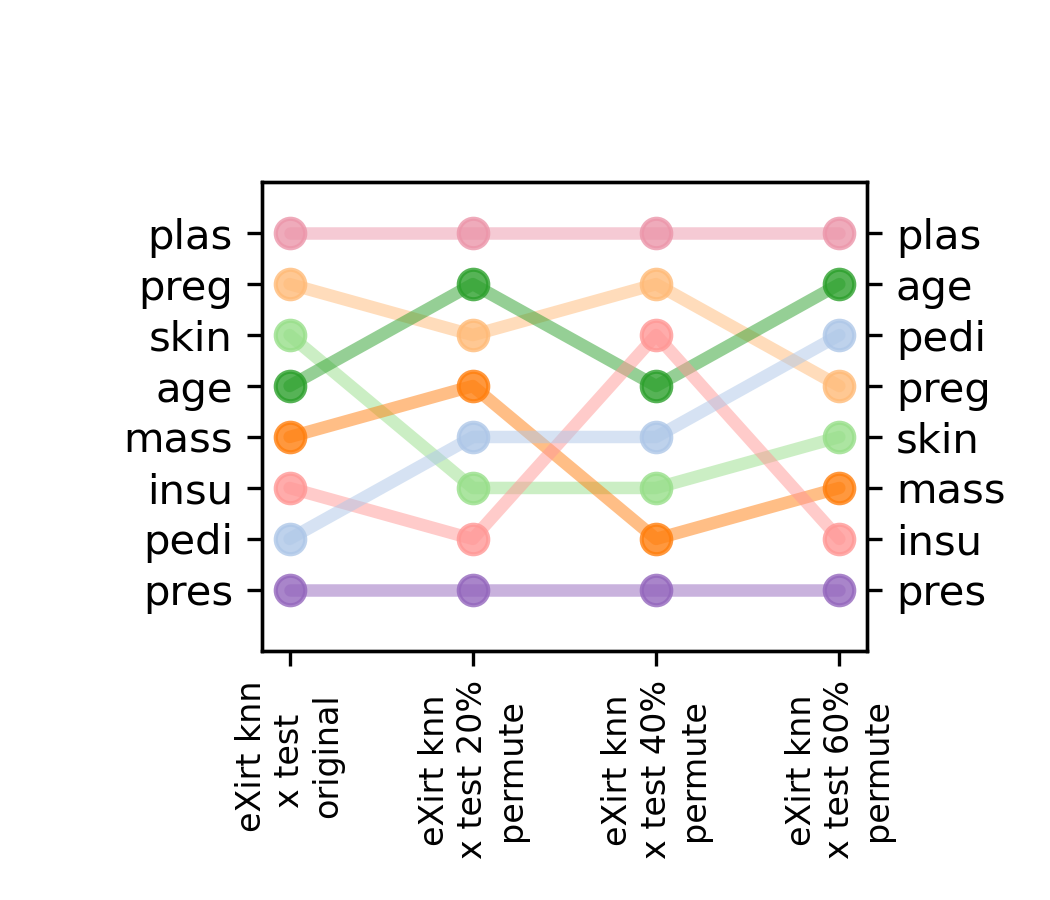 plas
preg
skin
age
mass
insu
pedi
pres
plas
age
pedi
preg
skin
mass
insu
pres
eXirt knn
x test
original
eXirt knn
x test 20%
permute
eXirt knn
x test 40%
permute
eXirt knn
x test 60%
permute